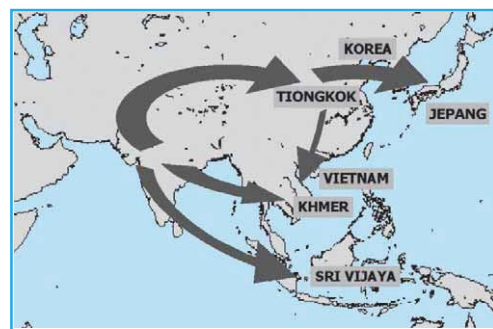 KOREA
TIONGKOK
JEPANG
VIETNAM
KHMER
SRI VIJAYA